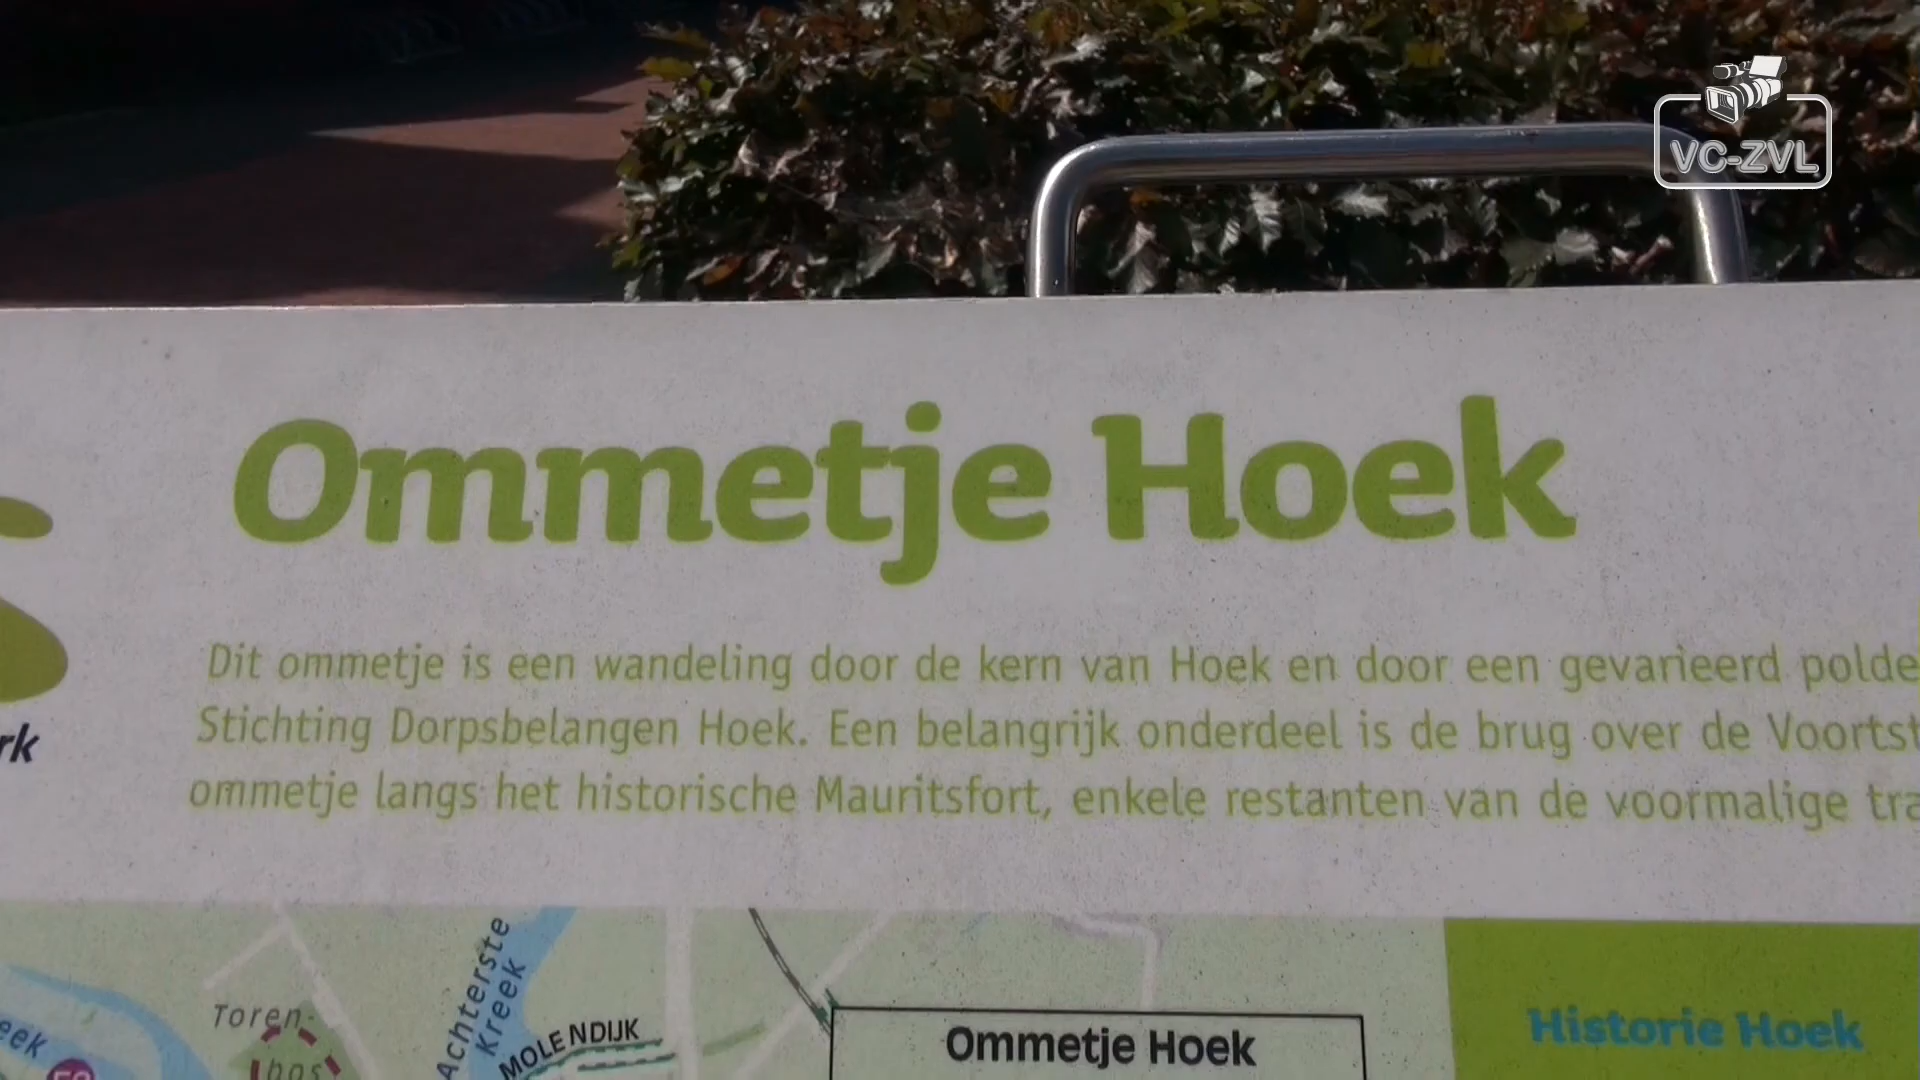 VC-ZVL
Ommetje Hoek
Dit ommetje is een wandeling door de kern van Hoek en door een gevarieerd polde
Stichting Dorpsbelangen Hoek. Een belangrijk onderdeel is de brug over de Voortst
ommetje langs het historische Mauritsfort, enkele restanten van de voormalige tra
rk
Achterste
Kreek
MOLENDIJK
Toren-
bos
eek
Ommetje Hoek
Historie Hoek